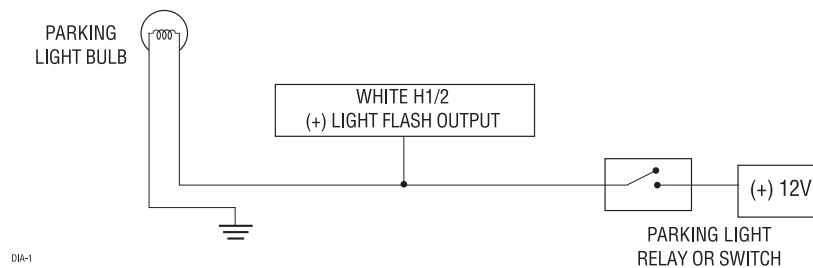 PARKING
LIGHT BULB
WHITE H1/2
(+) LIGHT FLASH OUTPUT
(+) 12V
PARKING LIGHT
RELAY OR SWITCH
DIA-1